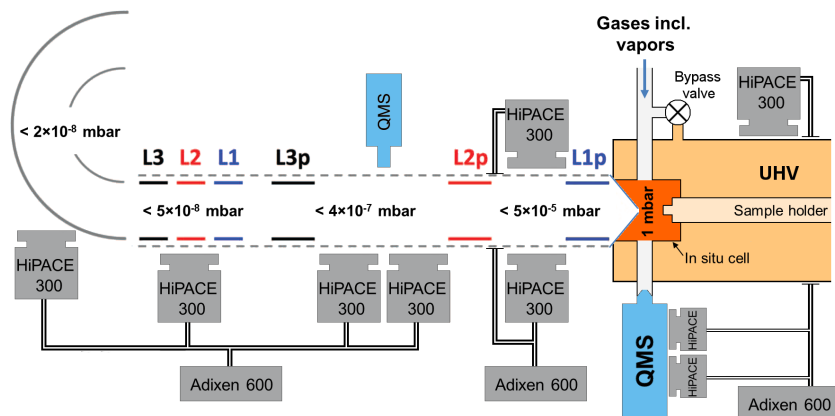 Gases incl.
vapors
Bypass
valve
HiPACE
300
HiPACE
300
QMS
< 2×10⁻⁸ mbar
L3 L2 L1 L3p L2p L1p
UHV
< 5×10⁻⁸ mbar
< 4×10⁻⁷ mbar
< 5×10⁻⁵ mbar
1 mbar
Sample holder
In situ cell
HiPACE
300
HiPACE
300
HiPACE
300
HiPACE
300
HiPACE
300
QMS
HiPACE
HiPACE
Adixen 600
Adixen 600
Adixen 600